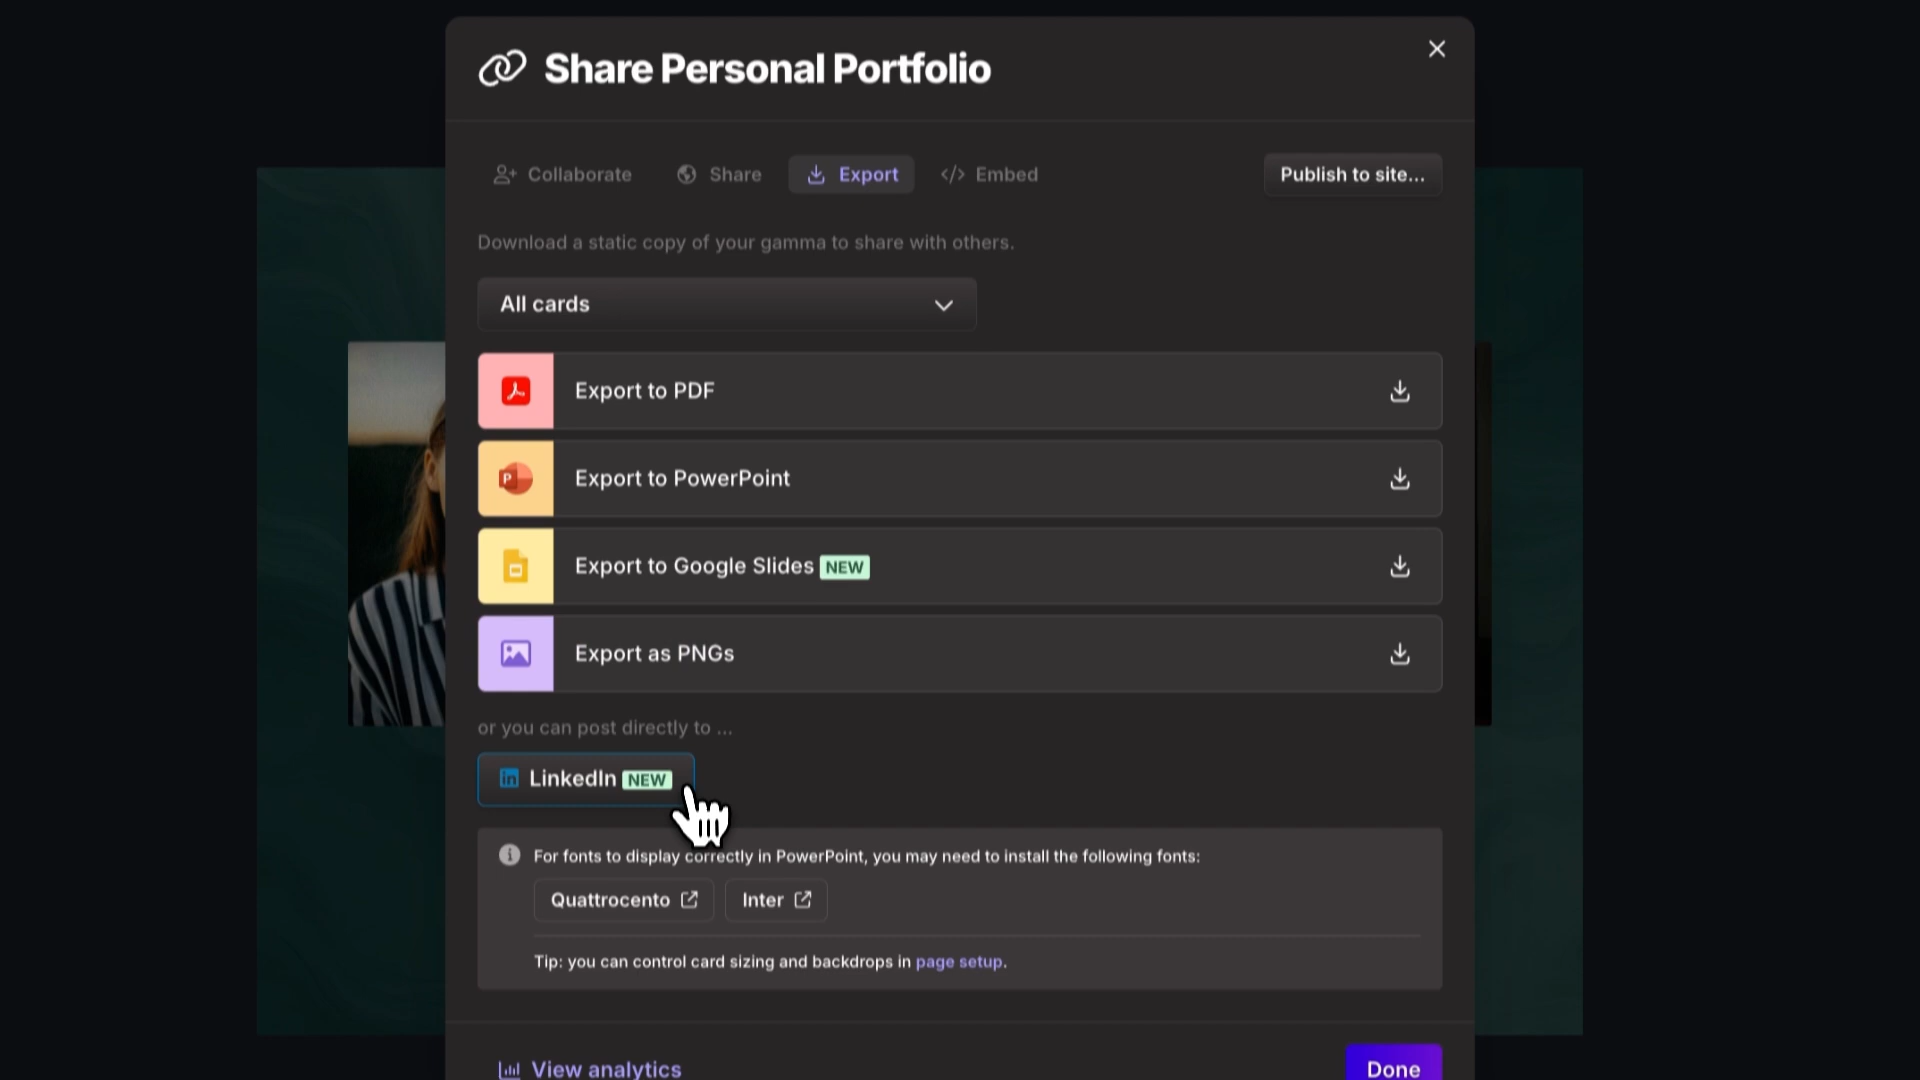 Share Personal Portfolio
Collaborate
Share
Export
Embed
Publish to site...
Download a static copy of your gamma to share with others.
All cards
Export to PDF
P
Export to PowerPoint
Export to Google Slides NEW
Export as PNGs
or you can post directly to ...
in LinkedIn NEW
For fonts to display correctly in PowerPoint, you may need to install the following fonts:
Quattrocento
Inter
Tip: you can control card sizing and backdrops in page setup.
View analytics
Done